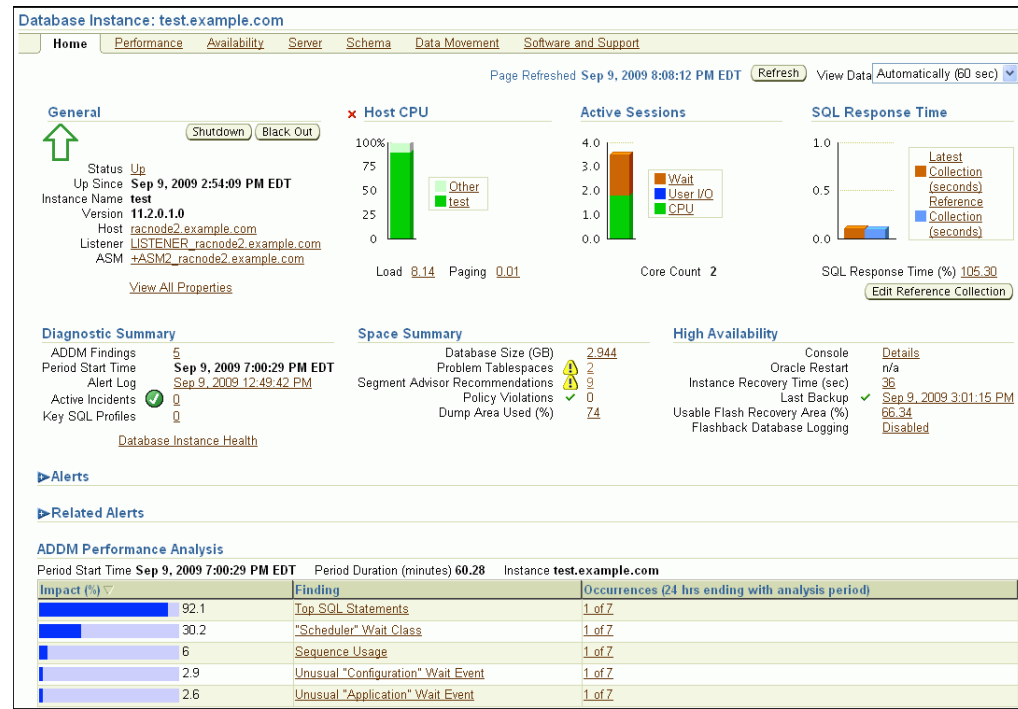 Database Instance: test.example.com
Home Performance Availability Server Schema Data Movement Software and Support
Page Refreshed Sep 9, 2009 8:08:12 PM EDT Refresh View Data Automatically (60 sec)
General
Shutdown Black Out
Status Up
Up Since Sep 9, 2009 2:54:09 PM EDT
Instance Name test
Version 11.2.0.1.0
Host racnode2.example.com
Listener LISTENER_racnode2.example.com
ASM +ASM2_racnode2.example.com
View All Properties
Host CPU
100%
75
50
25
0
Other
test
Load 8.14 Paging 0.01
Active Sessions
4.0
3.0
2.0
1.0
0.0
Wait
User I/O
CPU
Core Count 2
SQL Response Time
1.0
0.5
0.0
Latest
Collection
(seconds)
Reference
Collection
(seconds)
SQL Response Time (%) 105.30
Edit Reference Collection
Diagnostic Summary
ADDM Findings 5
Period Start Time Sep 9, 2009 7:00:29 PM EDT
Alert Log Sep 9, 2009 12:49:42 PM
Active Incidents 0
Key SQL Profiles 0
Database Instance Health
Space Summary
Database Size (GB) 2.944
Problem Tablespaces 2
Segment Advisor Recommendations 9
Policy Violations 0
Dump Area Used (%) 74
High Availability
Console Details
Oracle Restart n/a
Instance Recovery Time (sec) 36
Last Backup Sep 9, 2009 3:01:15 PM
Usable Flash Recovery Area (%) 66.34
Flashback Database Logging Disabled
Alerts
Related Alerts
ADDM Performance Analysis
Period Start Time Sep 9, 2009 7:00:29 PM EDT Period Duration (minutes) 60.28 Instance test.example.com
Impact (%) Finding Occurrences (24 hrs ending with analysis period)
92.1 Top SQL Statements 1 of 7
30.2 "Scheduler" Wait Class 1 of 7
6 Sequence Usage 1 of 7
2.9 Unusual "Configuration" Wait Event 1 of 7
2.6 Unusual "Application" Wait Event 1 of 7